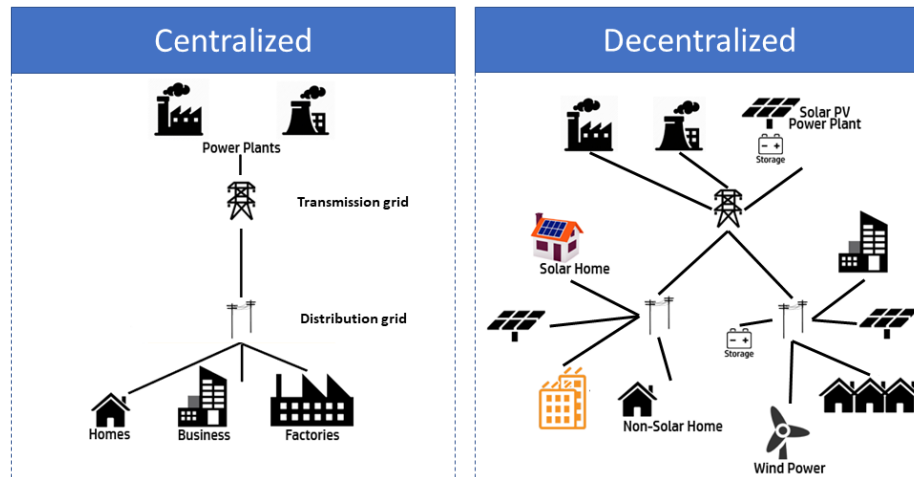 Centralized
Decentralized
Power Plants
Transmission grid
Distribution grid
Homes
Business
Factories
Solar PV
Power Plant
Storage
Solar Home
Storage
Non-Solar Home
Wind Power